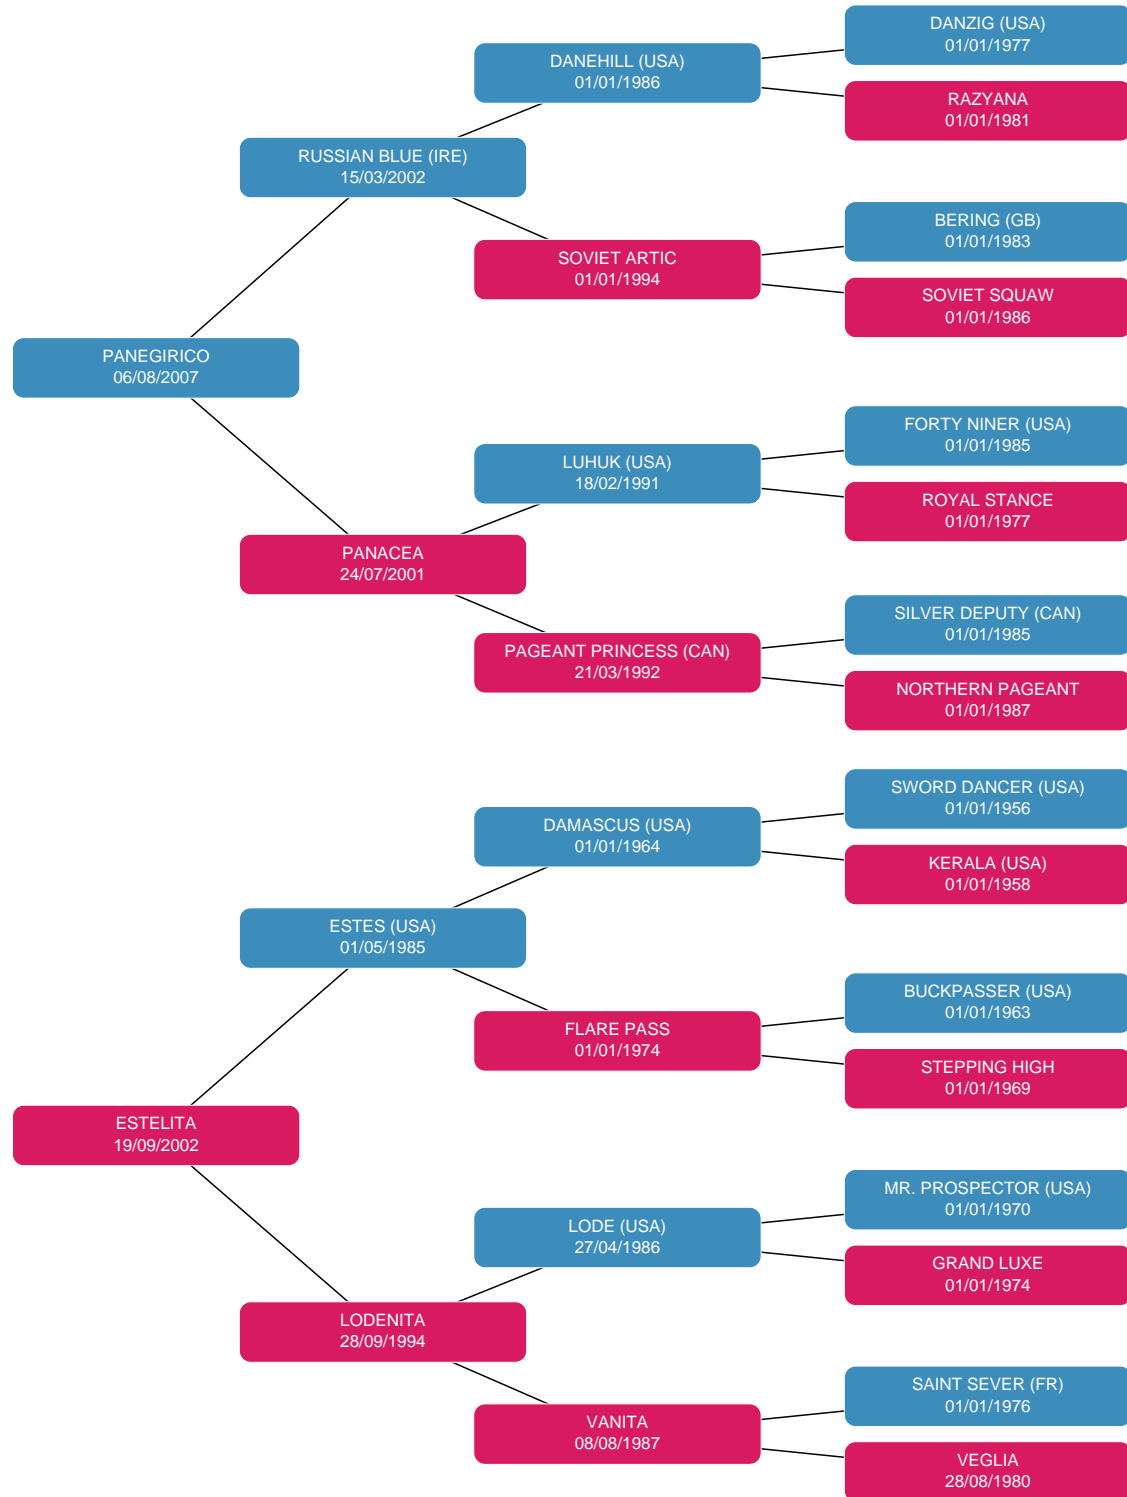 DANZIG (USA)
01/01/1977
DANEHILL (USA)
01/01/1986
RAZYANA
01/01/1981
RUSSIAN BLUE (IRE)
15/03/2002
BERING (GB)
01/01/1983
SOVIET ARTIC
01/01/1994
SOVIET SQUAW
01/01/1986
PANEGIRICO
06/08/2007
FORTY NINER (USA)
01/01/1985
LUHUK (USA)
18/02/1991
ROYAL STANCE
01/01/1977
PANACEA
24/07/2001
SILVER DEPUTY (CAN)
01/01/1985
PAGEANT PRINCESS (CAN)
21/03/1992
NORTHERN PAGEANT
01/01/1987
SWORD DANCER (USA)
01/01/1956
DAMASCUS (USA)
01/01/1964
KERALA (USA)
01/01/1958
ESTES (USA)
01/05/1985
BUCKPASSER (USA)
01/01/1963
FLARE PASS
01/01/1974
STEPPING HIGH
01/01/1969
ESTELITA
19/09/2002
MR. PROSPECTOR (USA)
01/01/1970
LODE (USA)
27/04/1986
GRAND LUXE
01/01/1974
LODENITA
28/09/1994
SAINT SEVER (FR)
01/01/1976
VANITA
08/08/1987
VEGLIA
28/08/1980